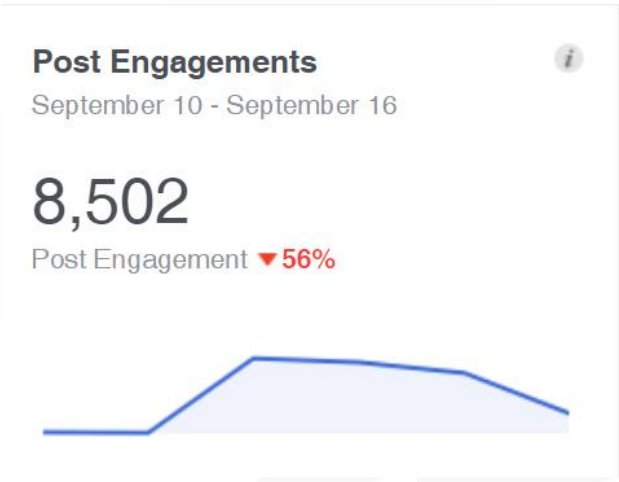 Post Engagements
i
September 10 - September 16
8,502
Post Engagement ▼56%